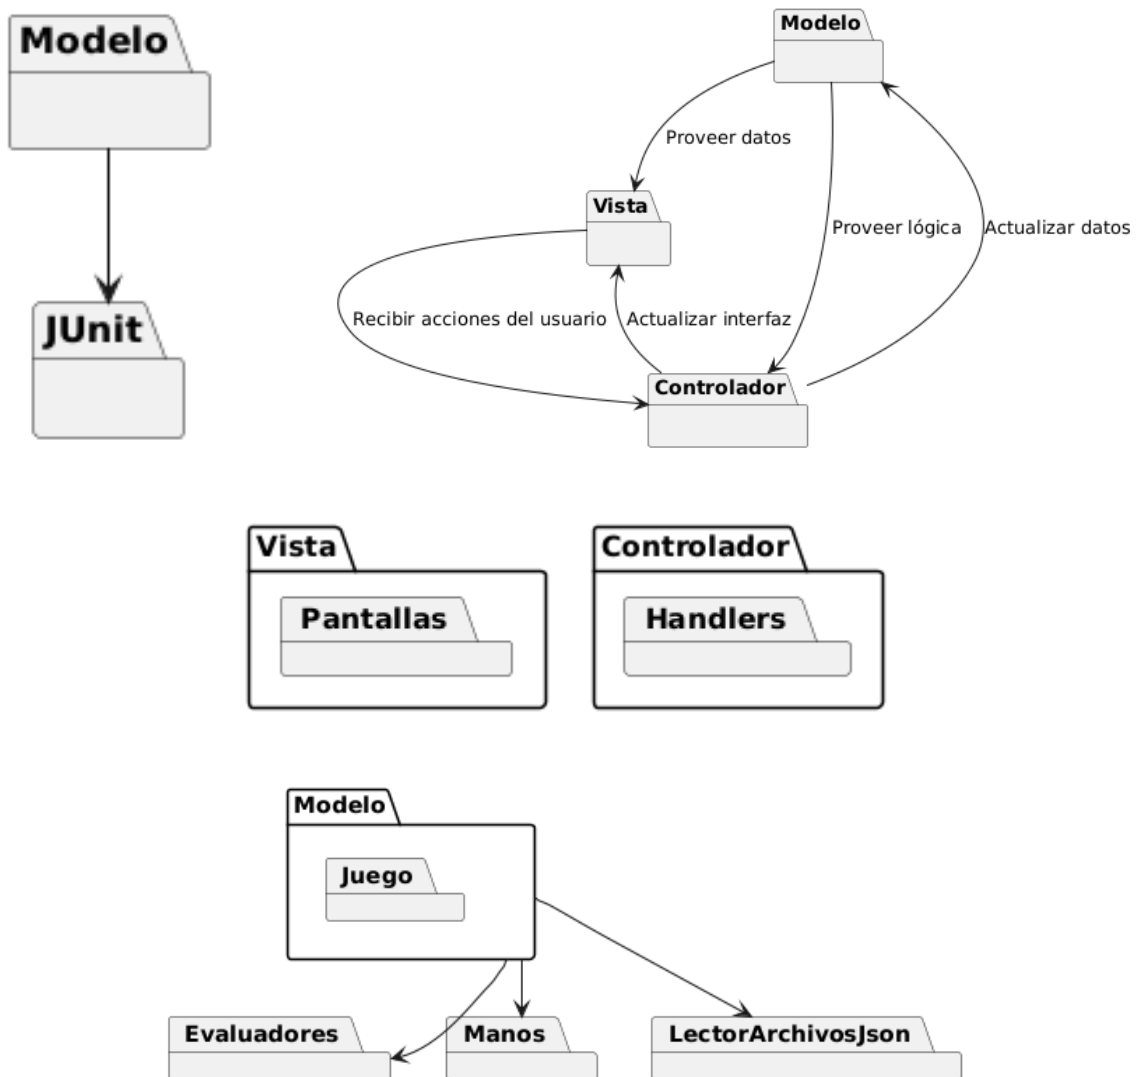 Modelo
JUnit
Modelo
Proveer datos
Vista
Proveer lógica
Actualizar datos
Recibir acciones del usuario
Actualizar interfaz
Controlador
Vista
Pantallas
Controlador
Handlers
Modelo
Juego
Evaluadores
Manos
LectorArchivosJson